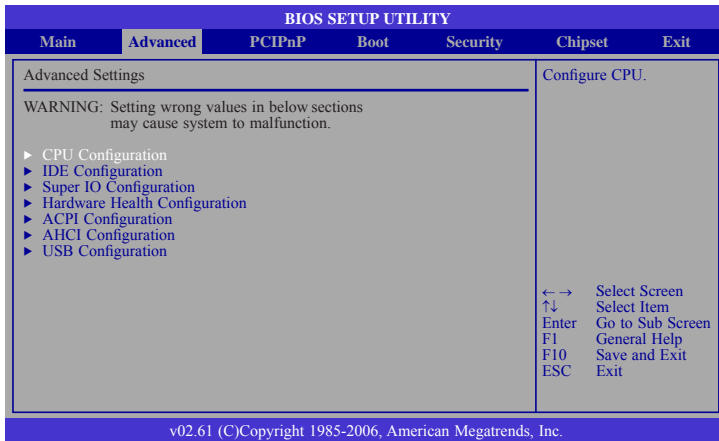 BIOS SETUP UTILITY
Main Advanced PCIPnP Boot Security Chipset Exit
Advanced Settings
WARNING: Setting wrong values in below sections
may cause system to malfunction.
► CPU Configuration
► IDE Configuration
► Super IO Configuration
► Hardware Health Configuration
► ACPI Configuration
► AHCI Configuration
► USB Configuration
Configure CPU.
←→ Select Screen
↑↓ Select Item
Enter Go to Sub Screen
F1 General Help
F10 Save and Exit
ESC Exit
v02.61 (C)Copyright 1985-2006, American Megatrends, Inc.